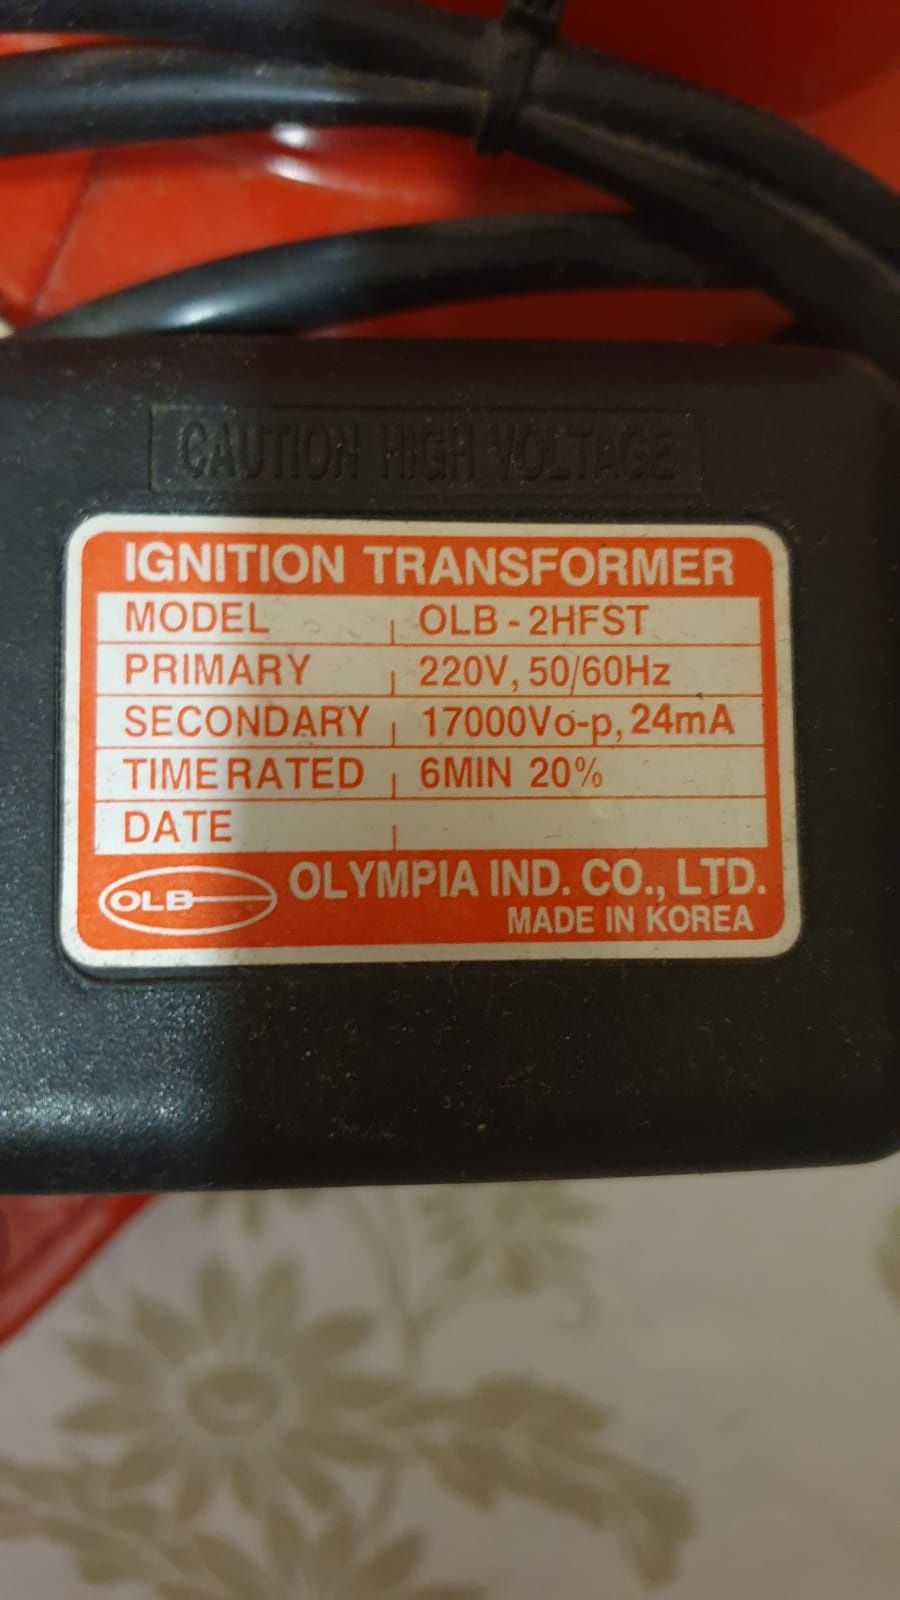 CAUTION HIGH VOLTAGE
IGNITION TRANSFORMER
MODEL OLB - 2HFST
PRIMARY 220V, 50/60Hz
SECONDARY 17000Vo-p, 24mA
TIME RATED 6MIN 20%
DATE
OLB OLYMPIA IND. CO., LTD.
MADE IN KOREA